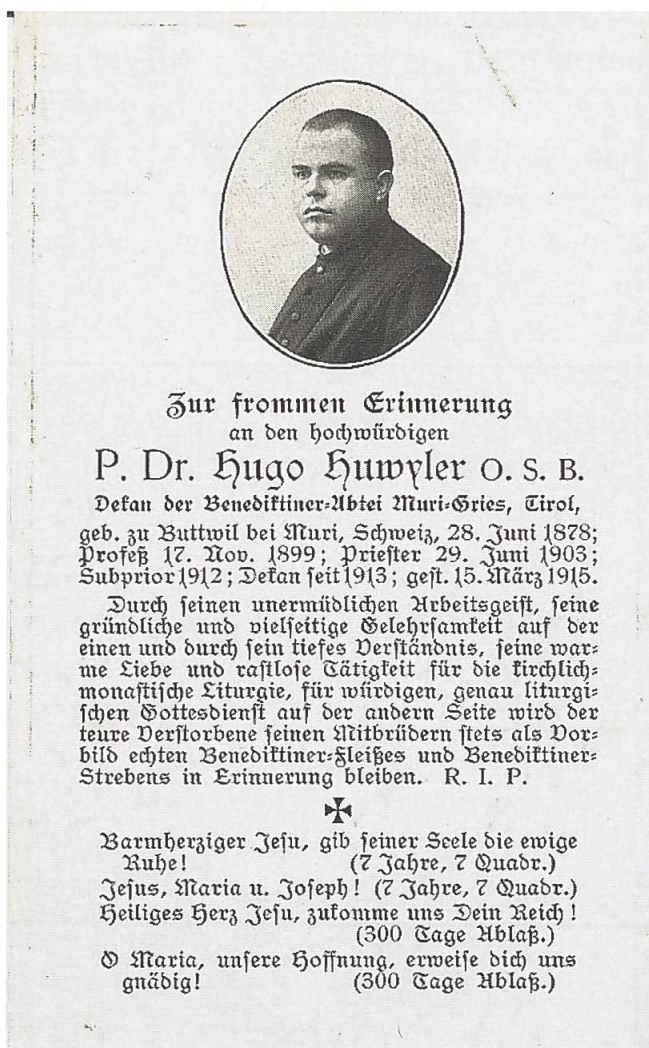 Zur frommen Erinnerung
an den hochwürdigen
P. Dr. Hugo Huwyler O. S. B.
Dekan der Benediktiner-Abtei Muri-Gries, Tirol,
geb. zu Buttwil bei Muri, Schweiz, 28. Juni 1878;
Profeß 17. Nov. 1899; Priester 29. Juni 1903;
Subprior 1912; Dekan seit 1913; gest. 15. März 1915.
Durch seinen unermüdlichen Arbeitsgeist, seine
gründliche und vielseitige Gelehrsamkeit auf der
einen und durch sein tiefes Verständnis, seine war-
me Liebe und rastlose Tätigkeit für die kirchlich-
monastische Liturgie, für würdigen, genau liturgi-
schen Gottesdienst auf der andern Seite wird der
teure Verstorbene seinen Mitbrüdern stets als Vor-
bild echten Benediktiner-Fleißes und Benediktiner-
Strebens in Erinnerung bleiben. R. I. P.
Barmherziger Jesu, gib seiner Seele die ewige
Ruhe! (7 Jahre, 7 Quadr.)
Jesus, Maria u. Joseph! (7 Jahre, 7 Quadr.)
Heiliges Herz Jesu, zukomme uns Dein Reich!
(300 Tage Ablaß.)
O Maria, unsere Hoffnung, erweise dich uns
gnädig! (300 Tage Ablaß.)